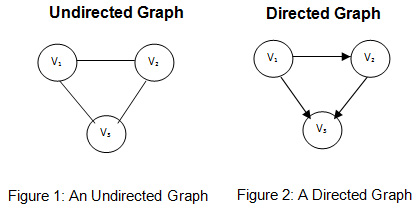 Undirected Graph
Directed Graph
V₁
V₂
V₃
V₁
V₂
V₃
Figure 1: An Undirected Graph
Figure 2: A Directed Graph